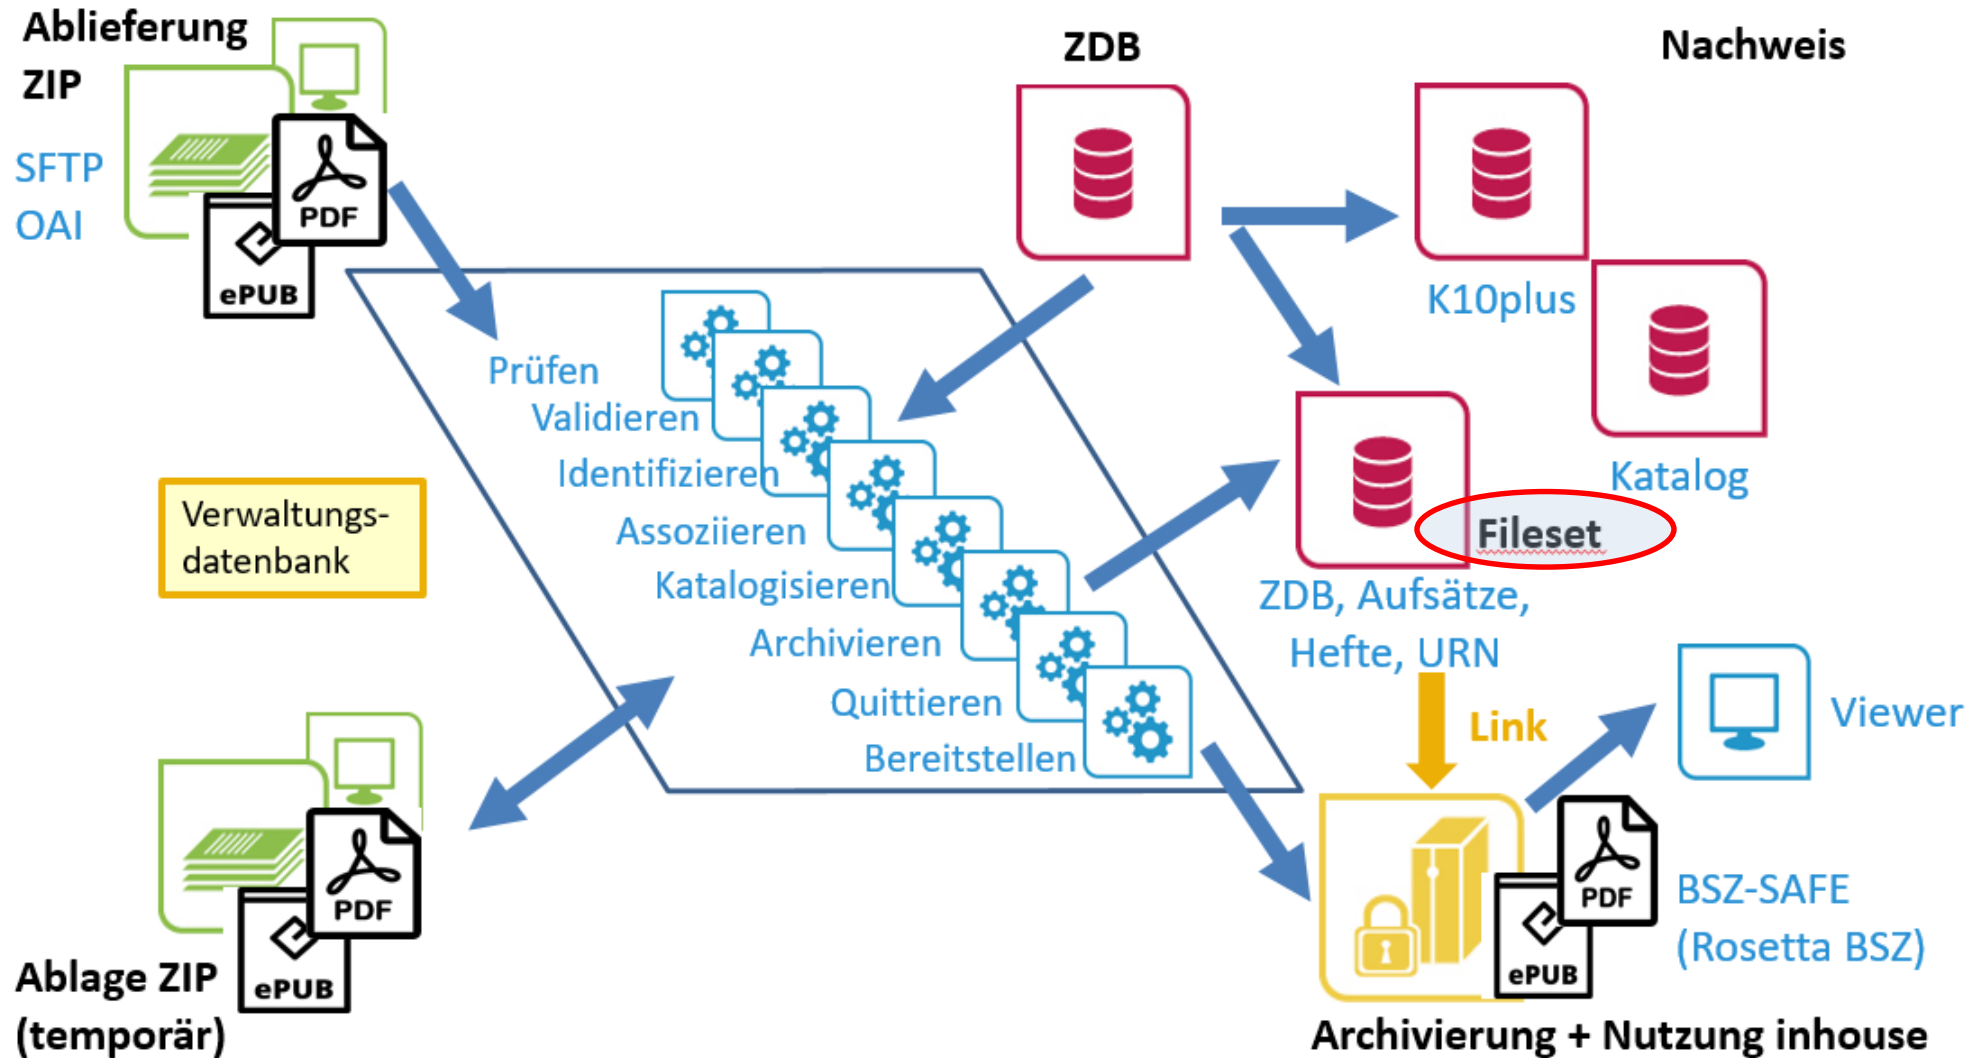 Ablieferung
ZIP
SFTP
OAI
PDF
ePUB
ZDB
Nachweis
K10plus
Katalog
Prüfen
Validieren
Identifizieren
Assoziieren
Katalogisieren
Archivieren
Quittieren
Bereitstellen
Verwaltungs-
datenbank
Fileset
ZDB, Aufsätze,
Hefte, URN
Link
Viewer
PDF
ePUB
Ablage ZIP
(temporär)
PDF
ePUB
BSZ-SAFE
(Rosetta BSZ)
Archivierung + Nutzung inhouse